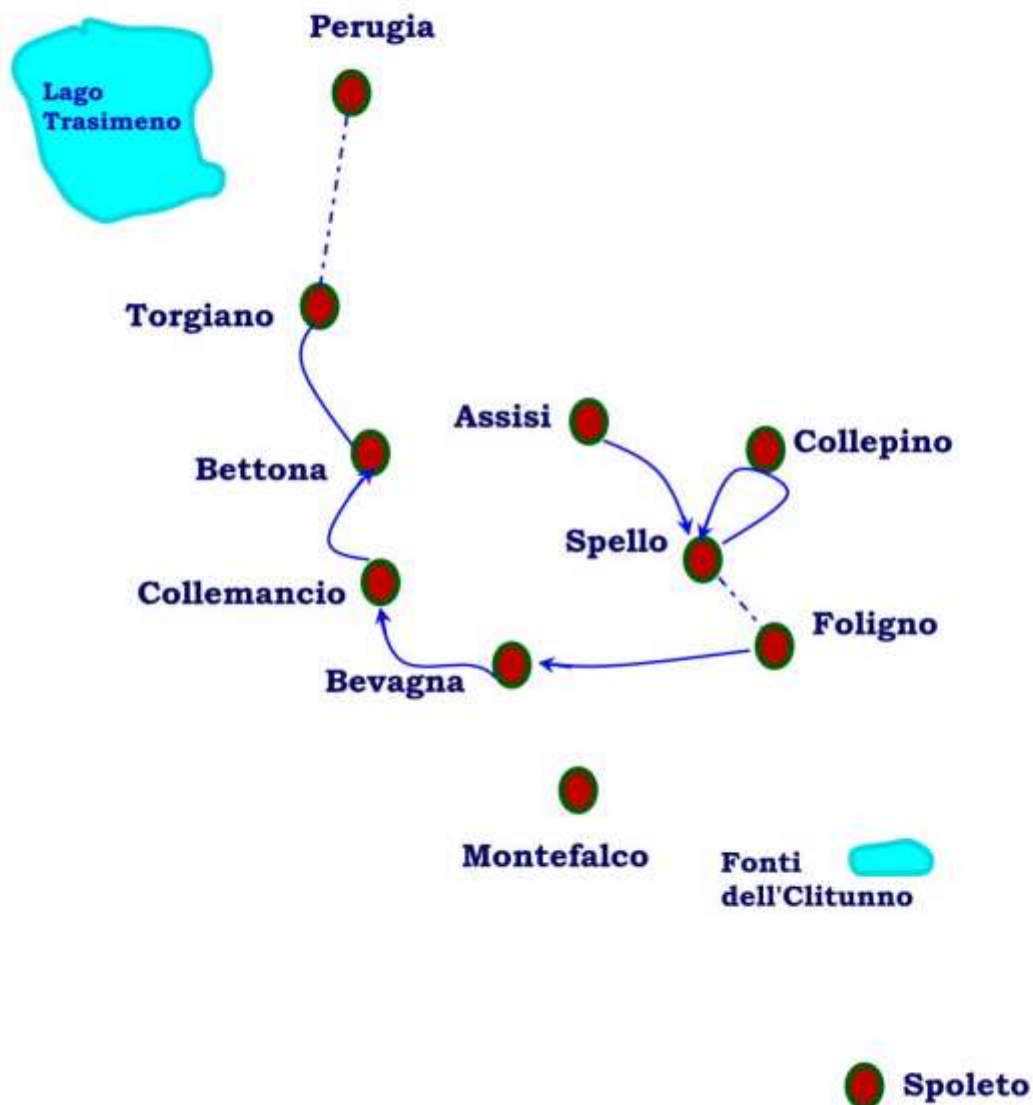 Perugia
Lago
Trasimeno
Torgiano
Assisi
Collepino
Bettona
Spello
Collemancio
Foligno
Bevagna
Montefalco
Fonti
dell'Clitunno
Spoleto